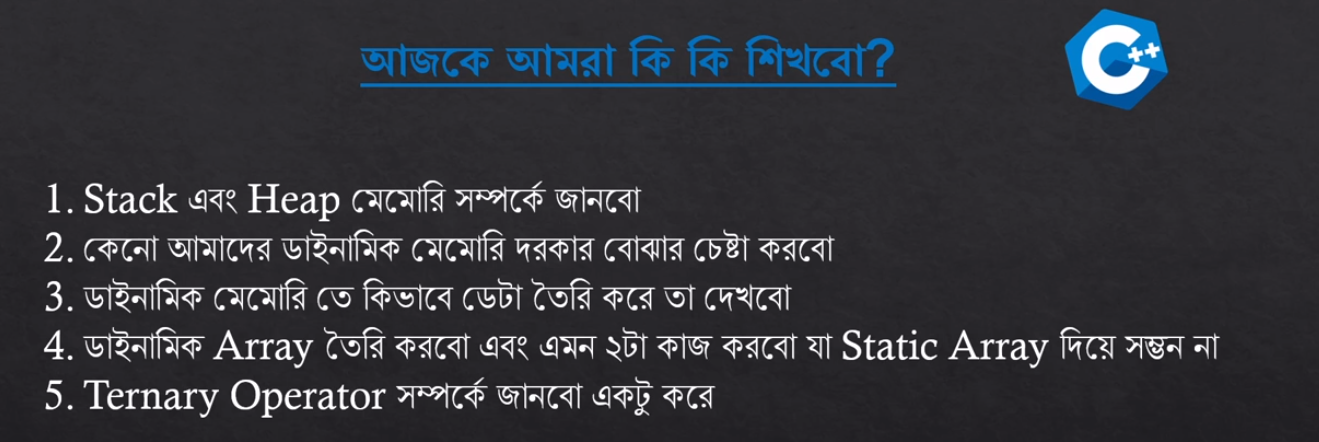 আজকে আমরা কি কি শিখবো?
C++
1. Stack এবং Heap মেমোরি সম্পর্কে জানবো
2. কেনো আমাদের ডাইনামিক মেমোরি দরকার বোঝার চেষ্টা করবো
3. ডাইনামিক মেমোরি তে কিভাবে ডেটা তৈরি করে তা দেখবো
4. ডাইনামিক Array তৈরি করবো এবং এমন ২টা কাজ করবো যা Static Array দিয়ে সম্ভন না
5. Ternary Operator সম্পর্কে জানবো একটু করে